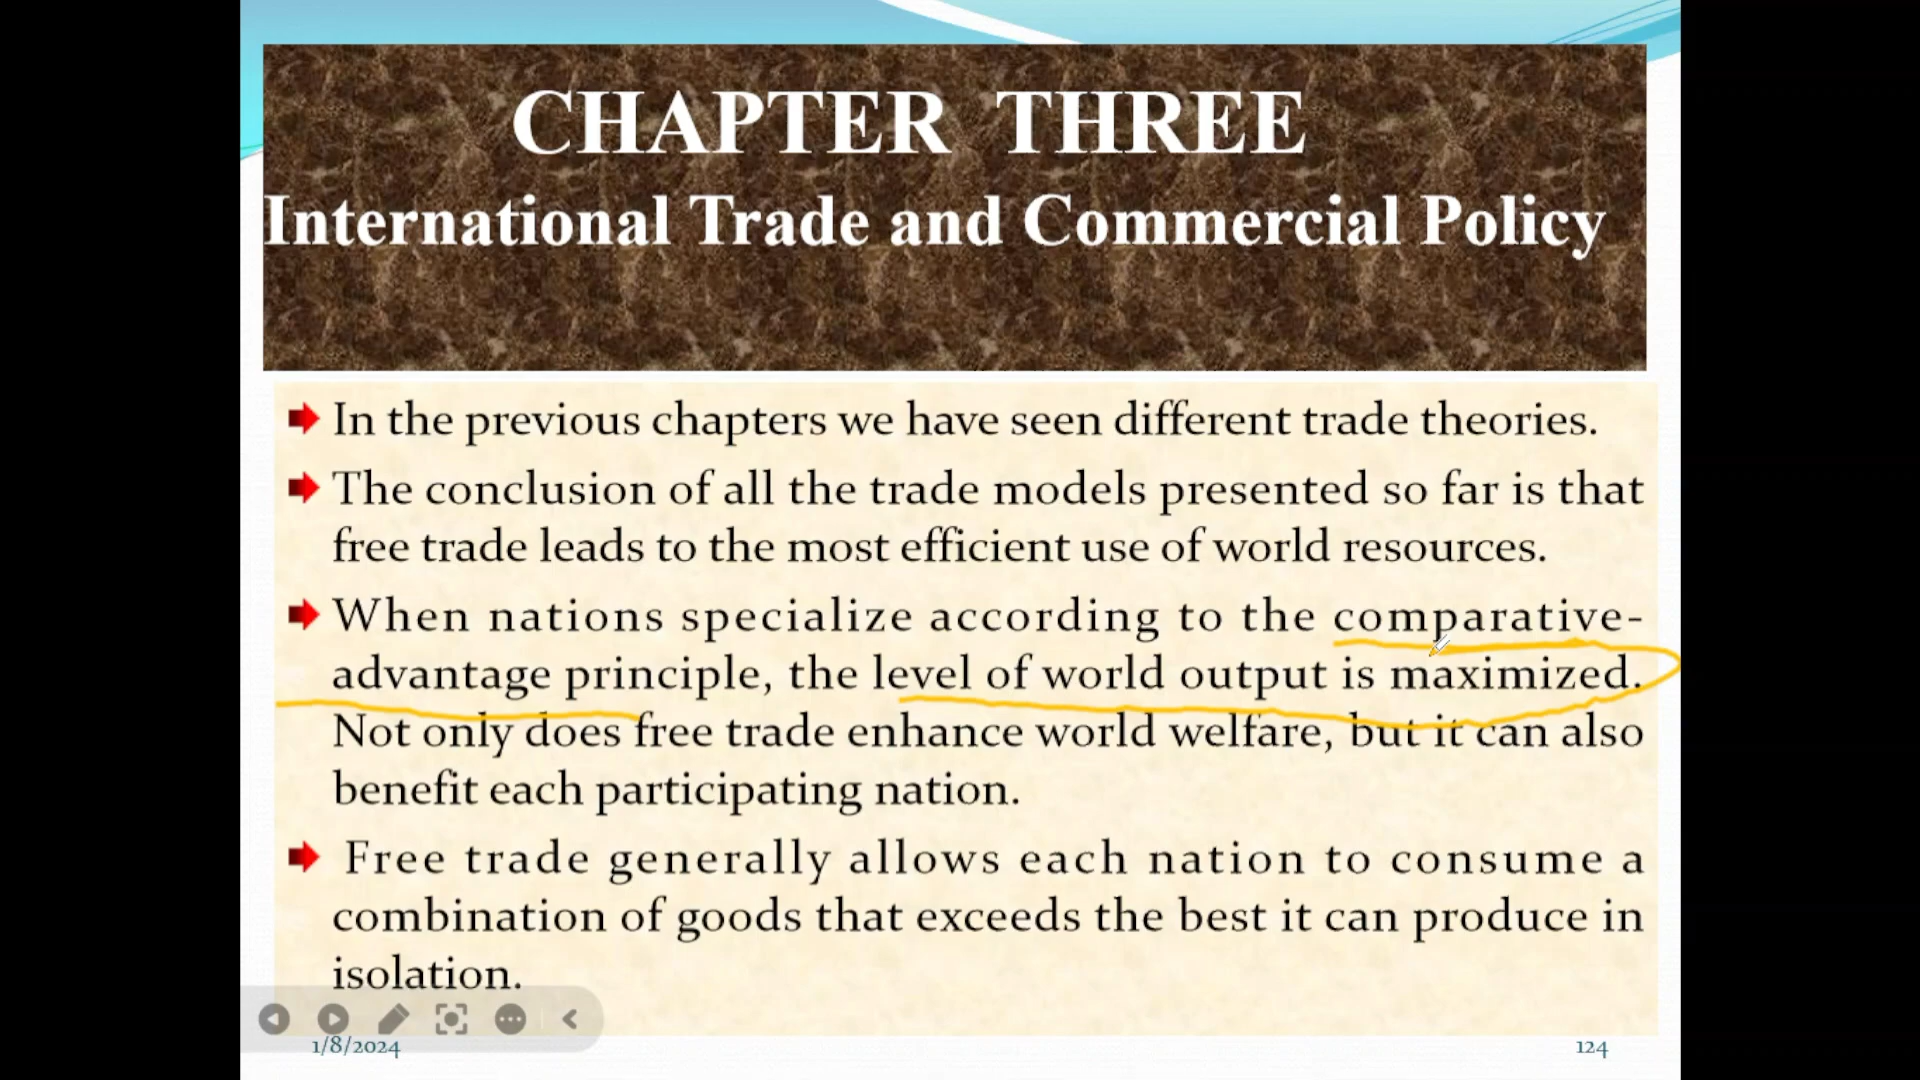 CHAPTER THREE
International Trade and Commercial Policy
In the previous chapters we have seen different trade theories.
The conclusion of all the trade models presented so far is that
free trade leads to the most efficient use of world resources.
When nations specialize according to the comparative-
advantage principle, the level of world output is maximized.
Not only does free trade enhance world welfare, but it can also
benefit each participating nation.
Free trade generally allows each nation to consume a
combination of goods that exceeds the best it can produce in
isolation.
1/8/2024
124